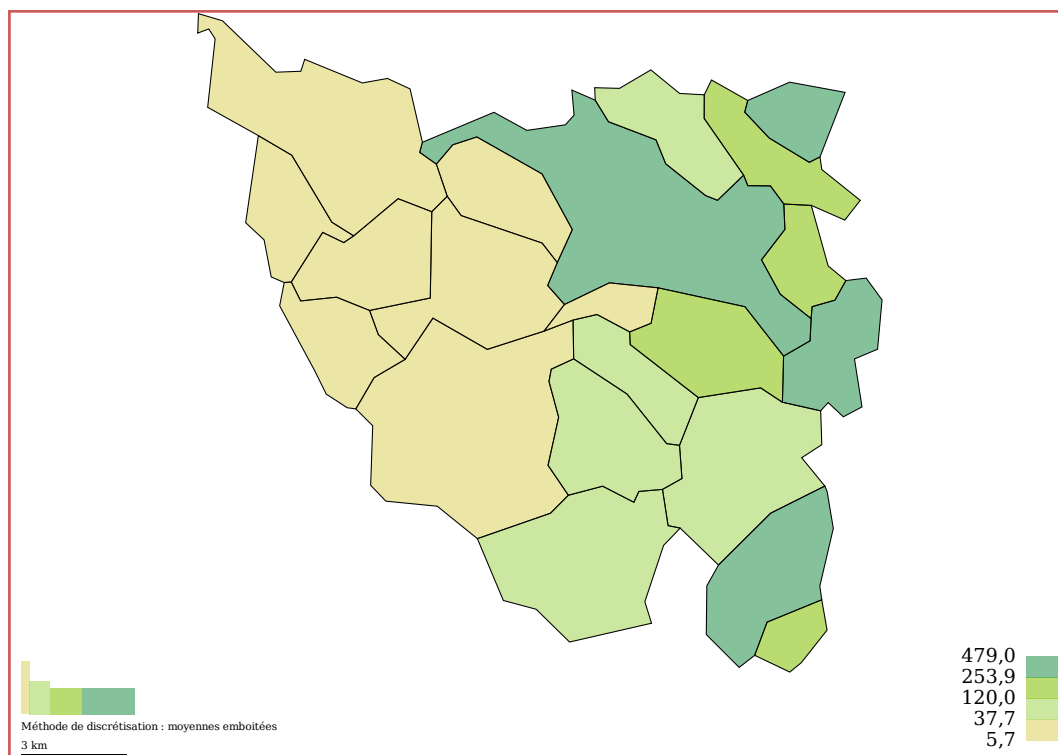 479,0
253,9
120,0
37,7
5,7
Méthode de discrétisation : moyennes emboitées
3 km